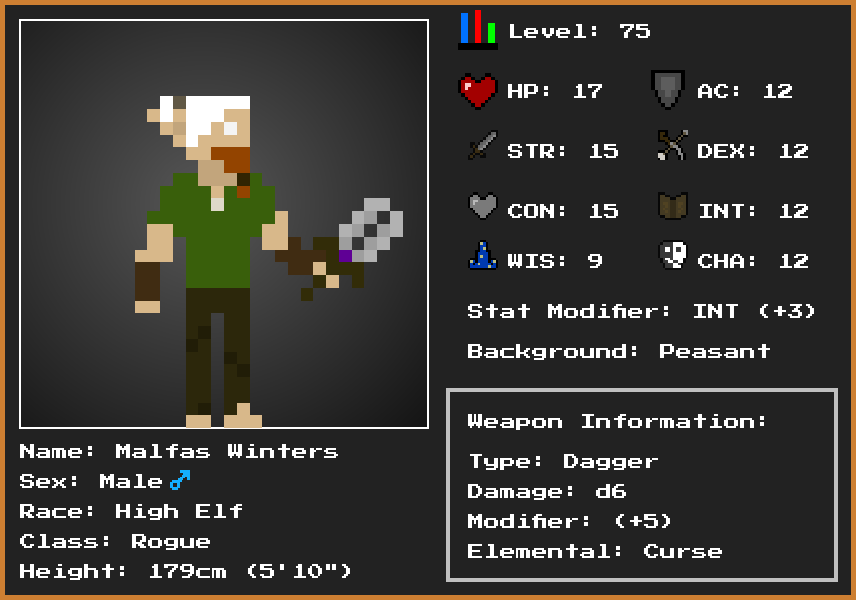 Level: 75
HP: 17
AC: 12
STR: 15
DEX: 12
CON: 15
INT: 12
WIS: 9
CHA: 12
Stat Modifier: INT (+3)
Background: Peasant
Weapon Information:
Type: Dagger
Damage: d6
Modifier: (+5)
Elemental: Curse
Name: Malfas Winters
Sex: Male♂
Race: High Elf
Class: Rogue
Height: 179cm (5'10")